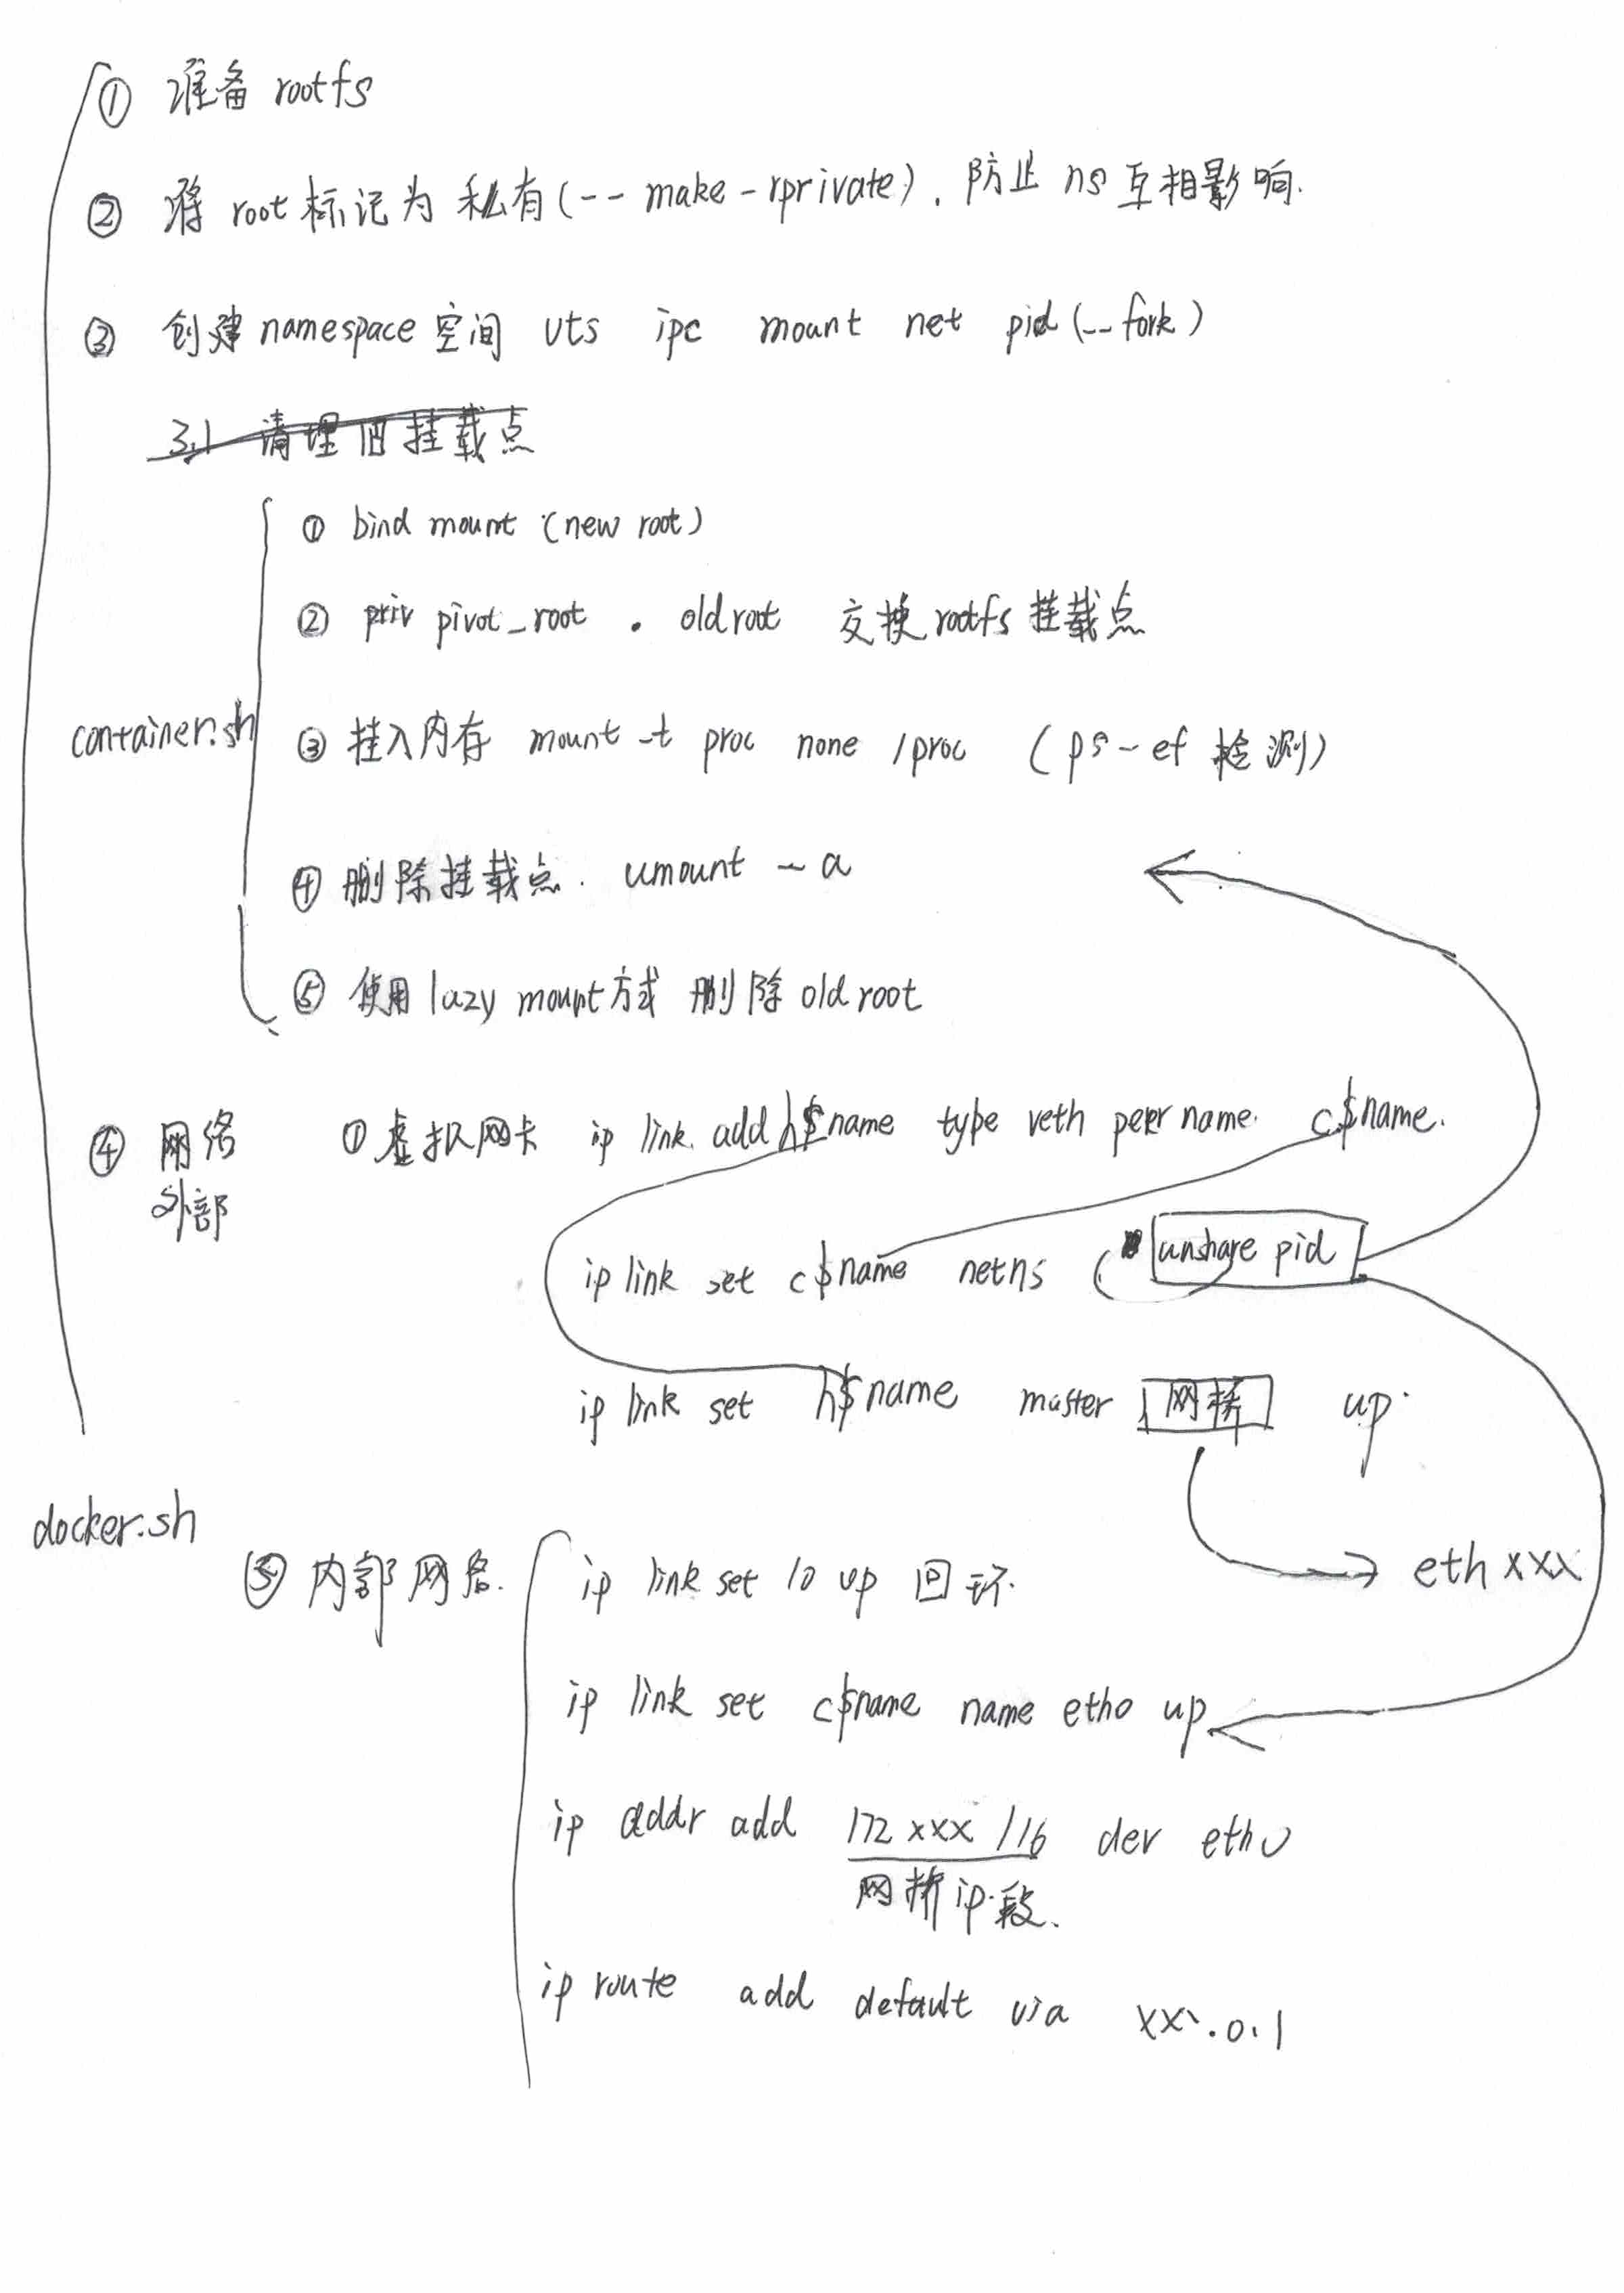 ① 准备 rootfs
② 将 root 标记为 私有(-- make -rprivate). 防止 ns 互相影响.
③ 创建 namespace 空间 uts ipc mount net pid (--fork)
3.1 清理旧挂载点
① bind mount (new root)
② priv pivot_root . oldroot 交换 rootfs 挂载点
container.sh
③ 挂入内存 mount -t proc none /proc (ps -ef 检测)
④ 删除挂载点. umount -a
⑤ 使用 lazy mount 方式 删除 old root
④ 网络 ① 虚拟网卡 ip link add h$name type veth peer name c$name.
外部
ip link set c$name netns ( unshare pid
ip link set h$name master 网桥 up
docker.sh
⑤ 内部网络. ip link set lo up 回环.
eth xxx
ip link set c$name name eth0 up
ip addr add 172 xxx /16 dev eth0
网桥 ip 段.
ip route add default via xxx.0.1